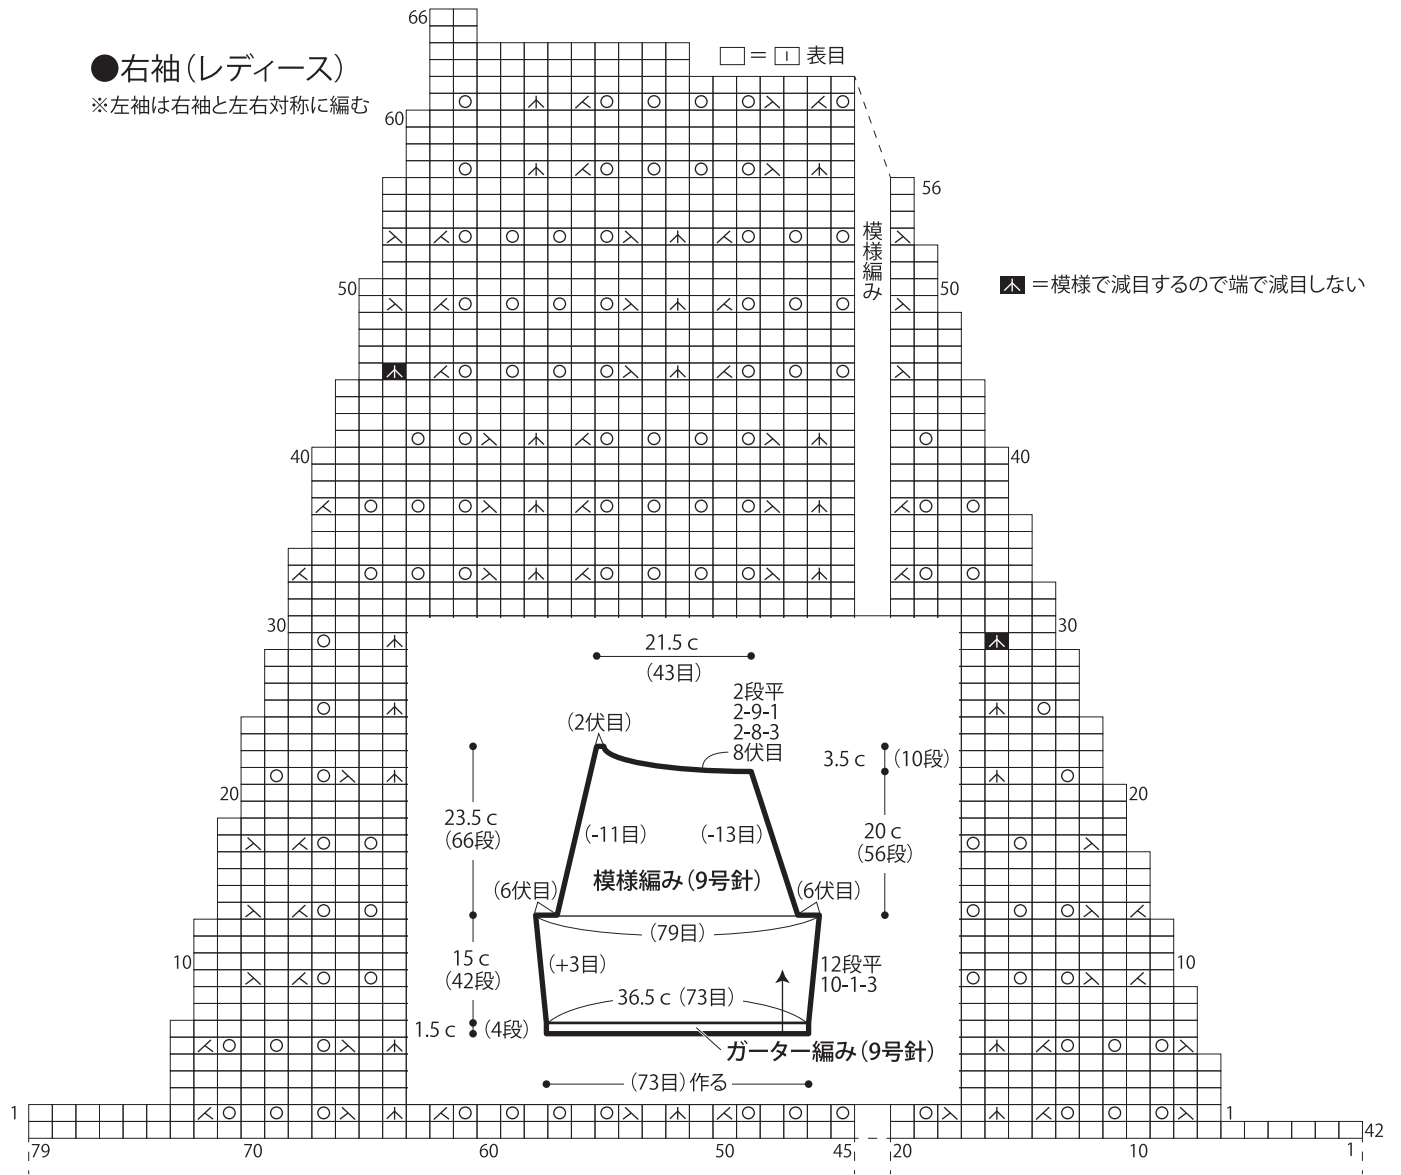 ●右袖（レディース）
※左袖は右袖と左右対称に編む
□＝｜表目
＝模様で減目するので端で減目しない
模様編み
66
60
50
40
30
20
10
1
56
50
40
30
20
10
1
42
79
70
60
50
45
20
10
1
21.5 c
（43目）
2段平
2-9-1
2-8-3
8伏目
（2伏目）
3.5 c （10段）
23.5 c
（66段）
（-11目）
（-13目）
20 c
（56段）
模様編み（9号針）
（6伏目）
（6伏目）
（79目）
15 c
（42段）
（+3目）
12段平
10-1-3
36.5 c（73目）
1.5 c （4段）
ガーター編み（9号針）
（73目）作る